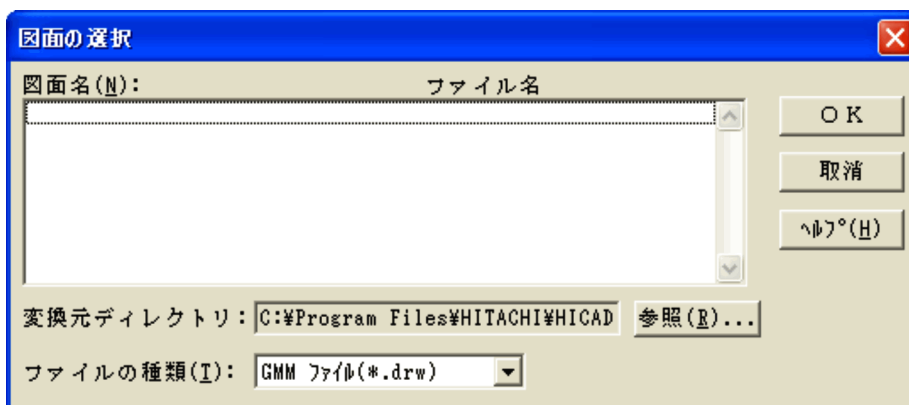 図面の選択
図面名(N): ファイル名
OK
取消
ﾍﾙﾌﾟ(H)
変換元ディレクトリ: C:¥Program Files¥HITACHI¥HICAD 参照(R)...
ファイルの種類(T): GMM ﾌｧｲﾙ(*.drw)